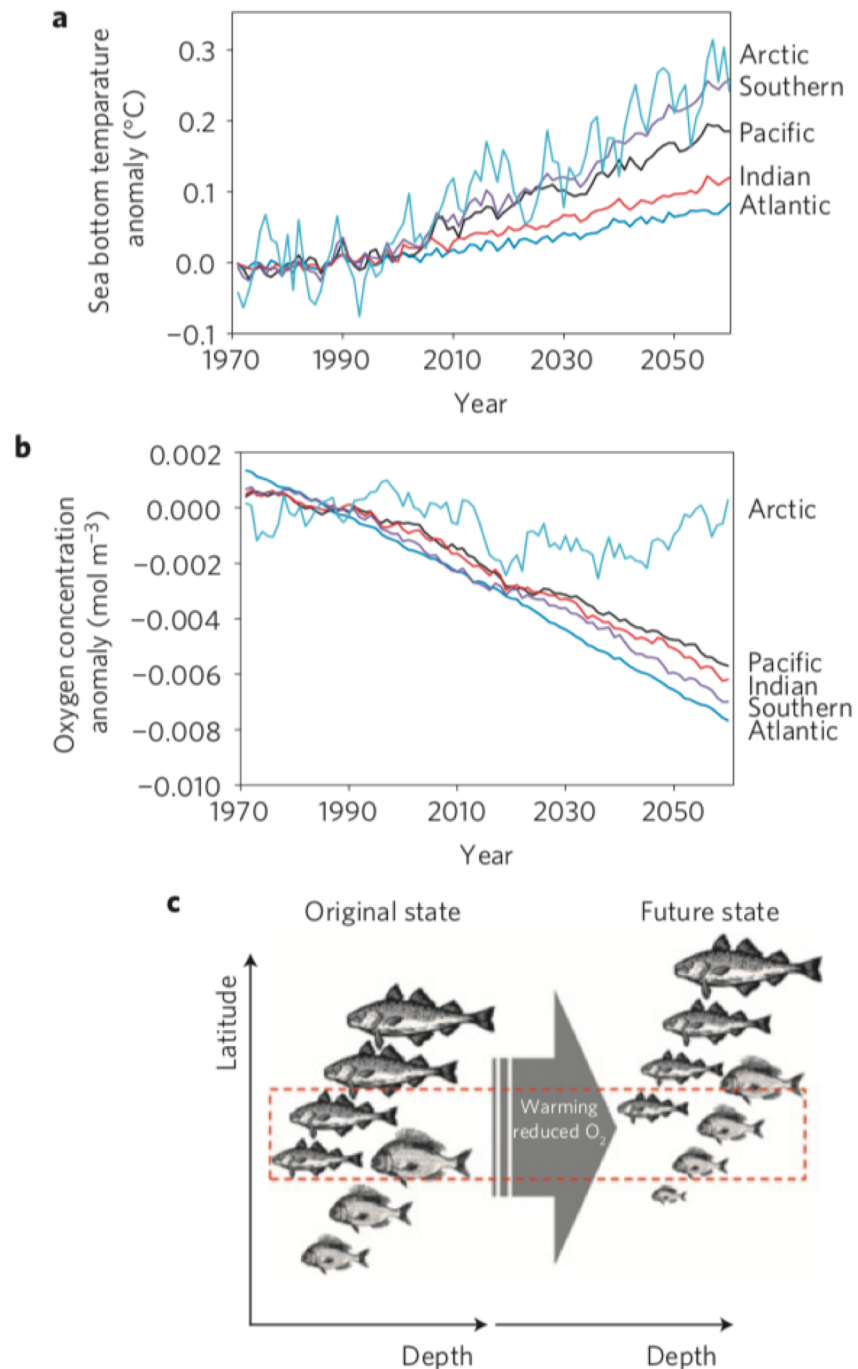 a
Sea bottom temparature
anomaly (°C)
0.3
0.2
0.1
0.0
−0.1
1970
1990
2010
2030
2050
Year
Arctic
Southern
Pacific
Indian
Atlantic
b
Oxygen concentration
anomaly (mol m⁻³)
0.002
0.000
−0.002
−0.004
−0.006
−0.008
−0.010
1970
1990
2010
2030
2050
Year
Arctic
Pacific
Indian
Southern
Atlantic
c
Original state
Future state
Latitude
Warming
reduced O₂
Depth
Depth